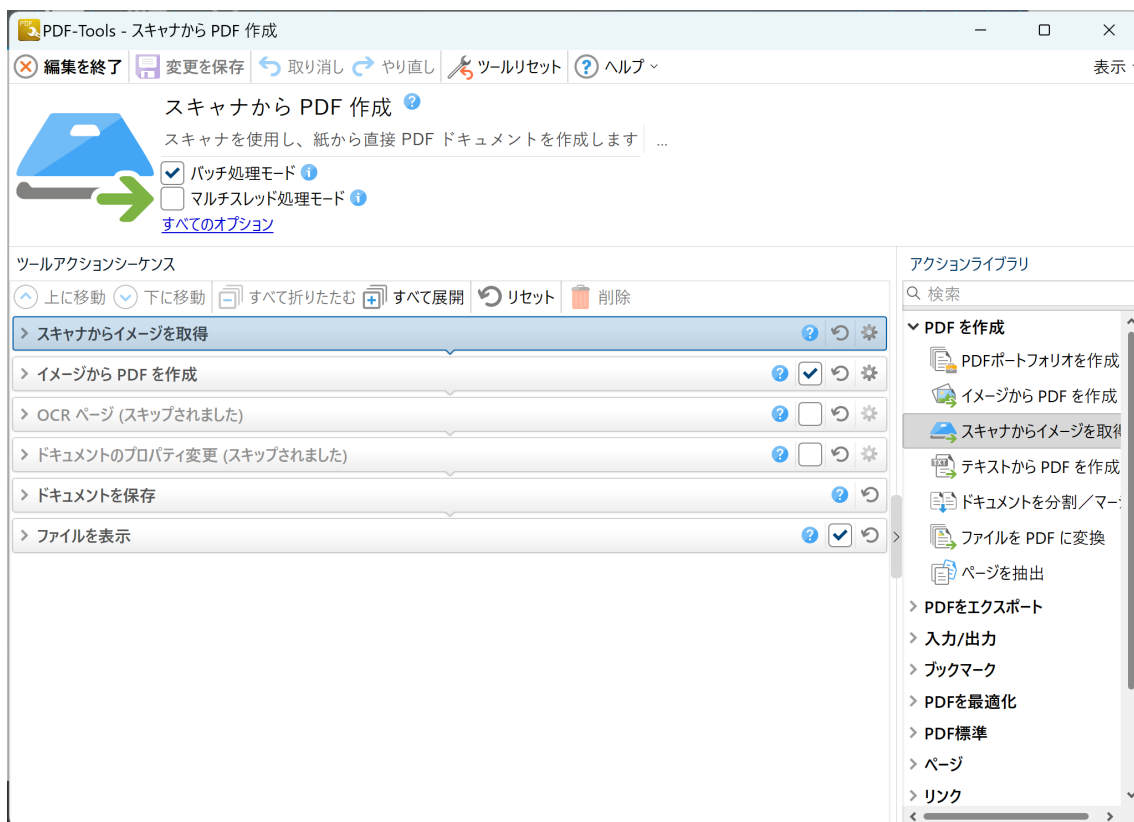 PDF-Tools - スキャナから PDF 作成
編集を終了 変更を保存 取り消し やり直し ツールリセット ヘルプ 表示
スキャナから PDF 作成
スキャナを使用し、紙から直接 PDF ドキュメントを作成します ...
バッチ処理モード
マルチスレッド処理モード
すべてのオプション
ツールアクションシーケンス
上に移動 下に移動 すべて折りたたむ すべて展開 リセット 削除
スキャナからイメージを取得
イメージから PDF を作成
OCR ページ (スキップされました)
ドキュメントのプロパティ変更 (スキップされました)
ドキュメントを保存
ファイルを表示
アクションライブラリ
検索
PDF を作成
PDFポートフォリオを作成
イメージから PDF を作成
スキャナからイメージを取得
テキストから PDF を作成
ドキュメントを分割／マー
ファイルを PDF に変換
ページを抽出
PDFをエクスポート
入力/出力
ブックマーク
PDFを最適化
PDF標準
ページ
リンク